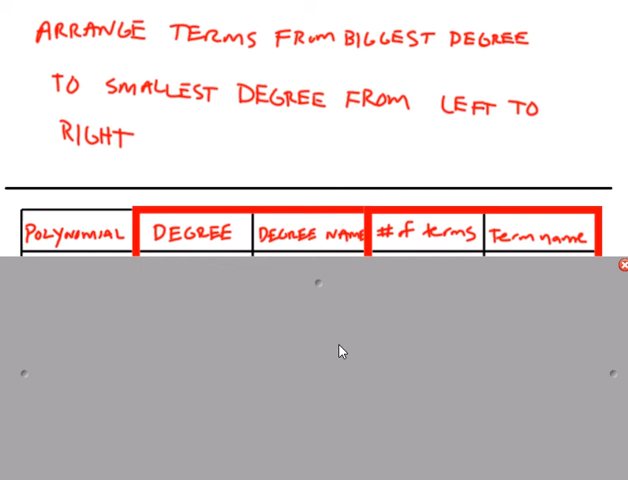 ARRANGE TERMS FROM BIGGEST DEGREE
TO SMALLEST DEGREE FROM LEFT TO
RIGHT
POLYNOMIAL DEGREE DEGREE NAME # of terms Term name